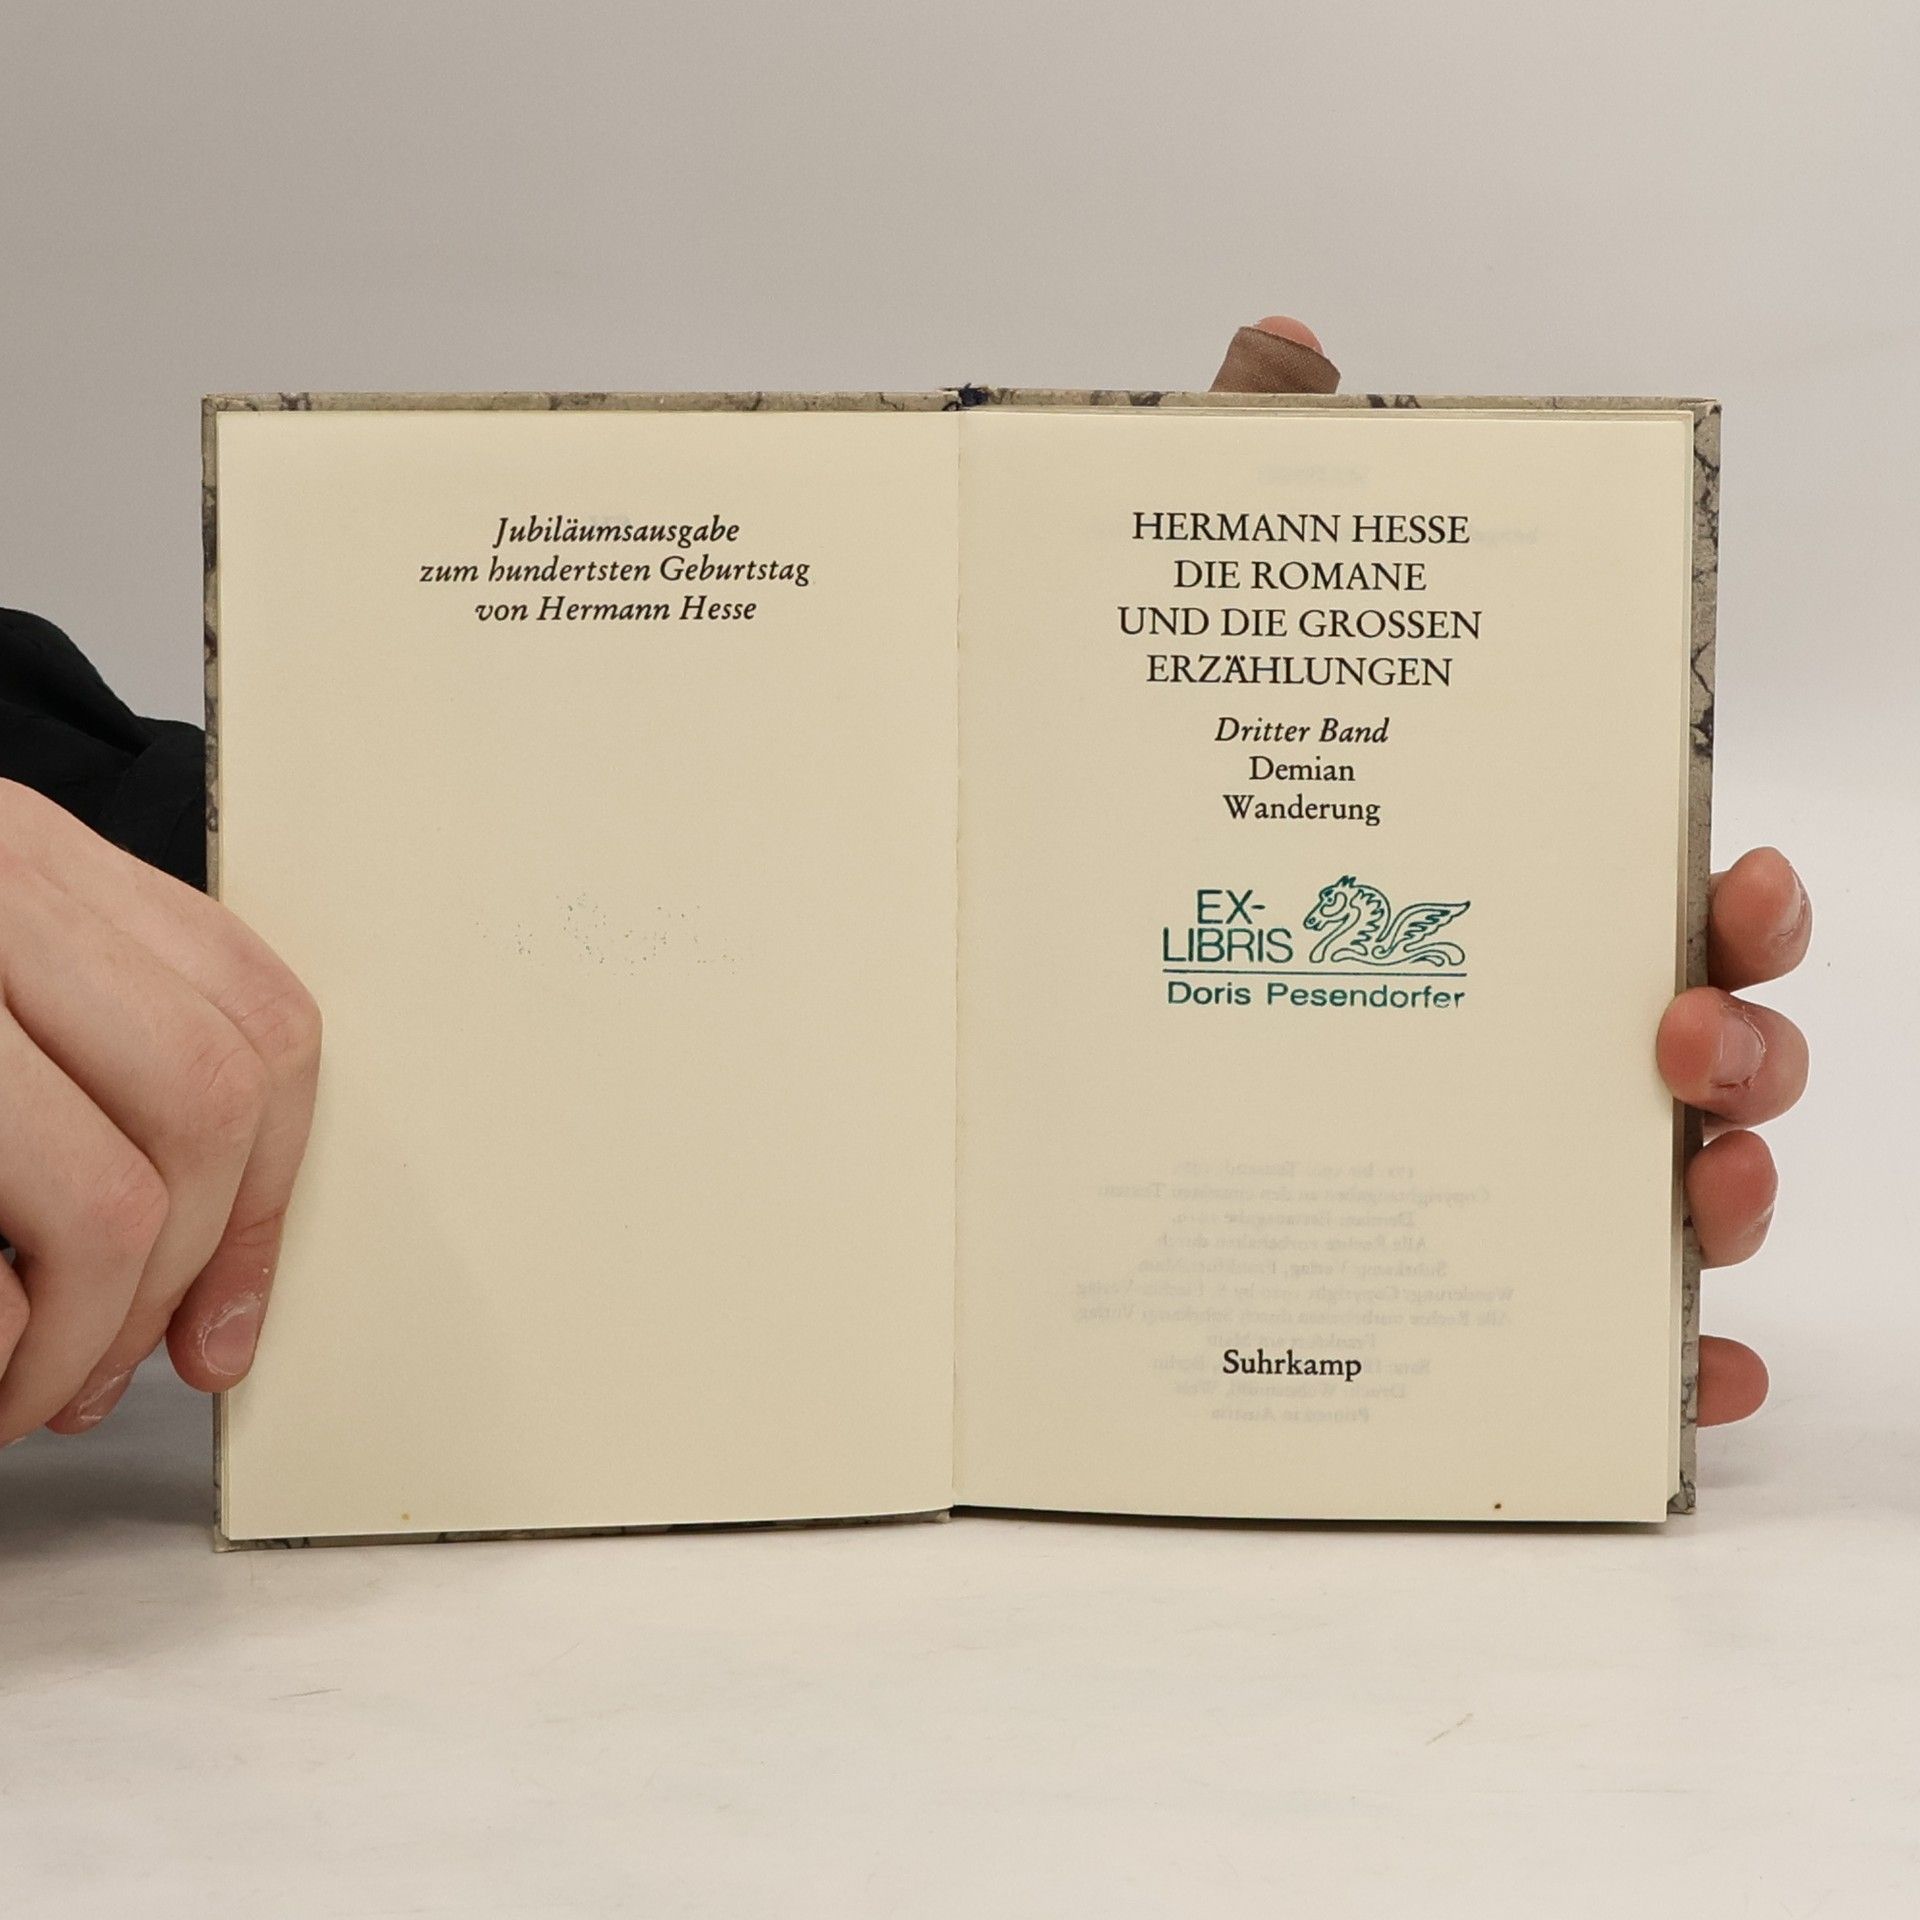 Jubiläumsausgabe
zum hundertsten Geburtstag
von Hermann Hesse
HERMANN HESSE
DIE ROMANE
UND DIE GROSSEN
ERZÄHLUNGEN
Dritter Band
Demian
Wanderung
EX-
LIBRIS
Doris Pesendorfer
Suhrkamp